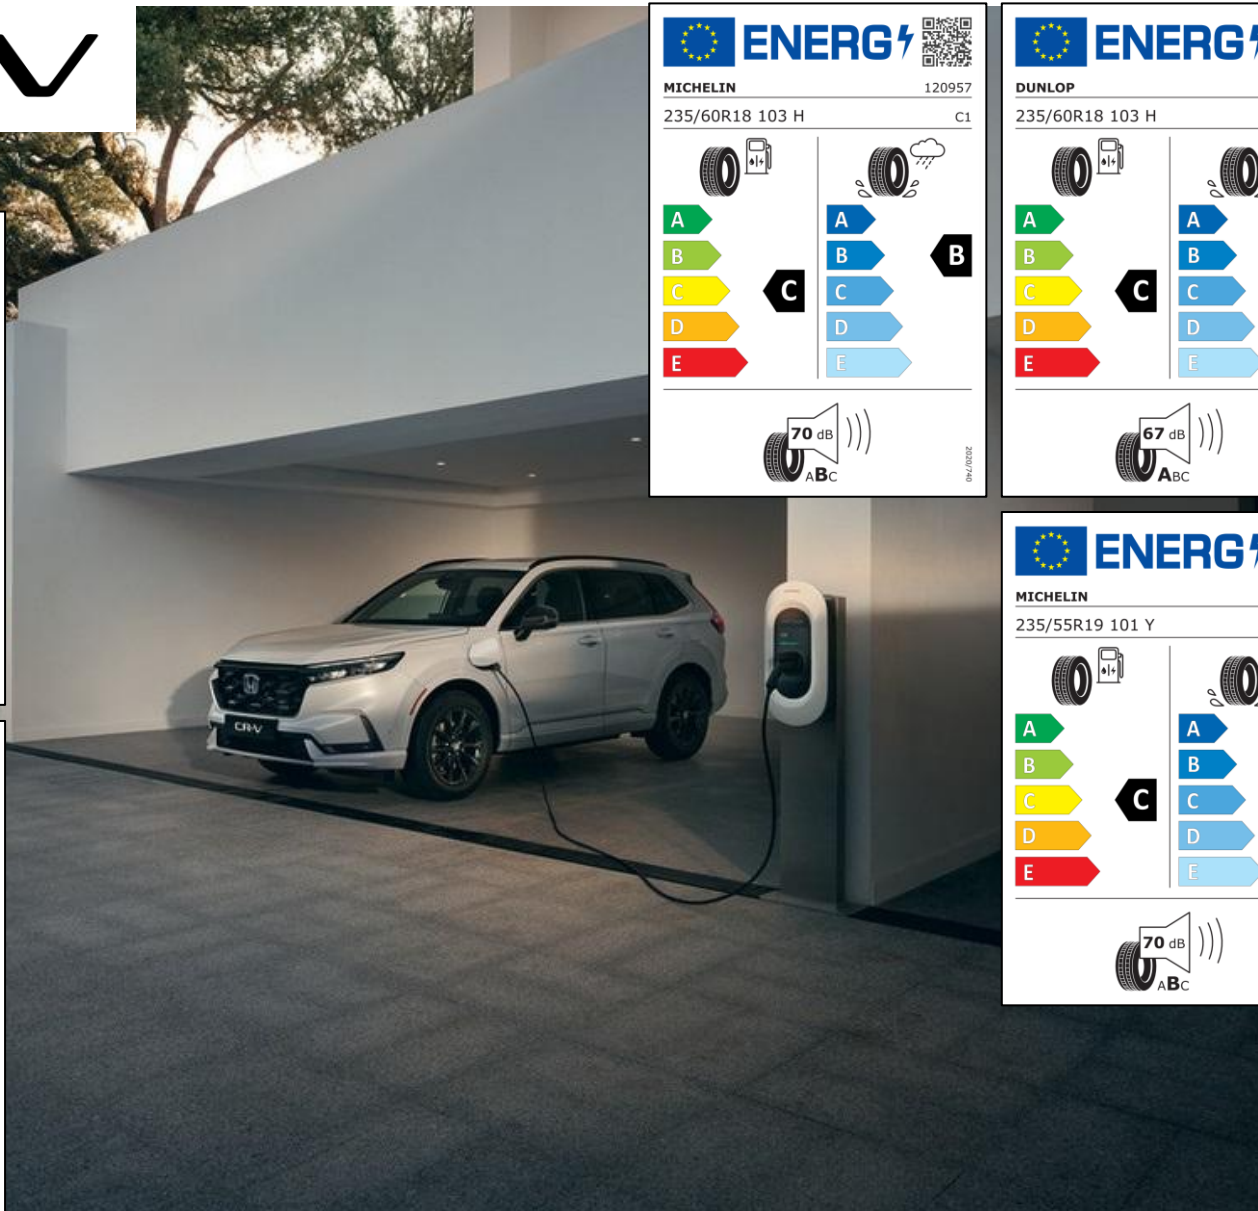 V
ENERG
MICHELIN 120957
235/60R18 103 H C1
A A
B B B
C C C
D D
E E
70 dB
ABC
2020/740
ENERG
DUNLOP
235/60R18 103 H
A A
B B
C C C
D D
E E
67 dB
ABC
ENERG
MICHELIN
235/55R19 101 Y
A A
B B
C C C
D D
E E
70 dB
ABC
CR-V